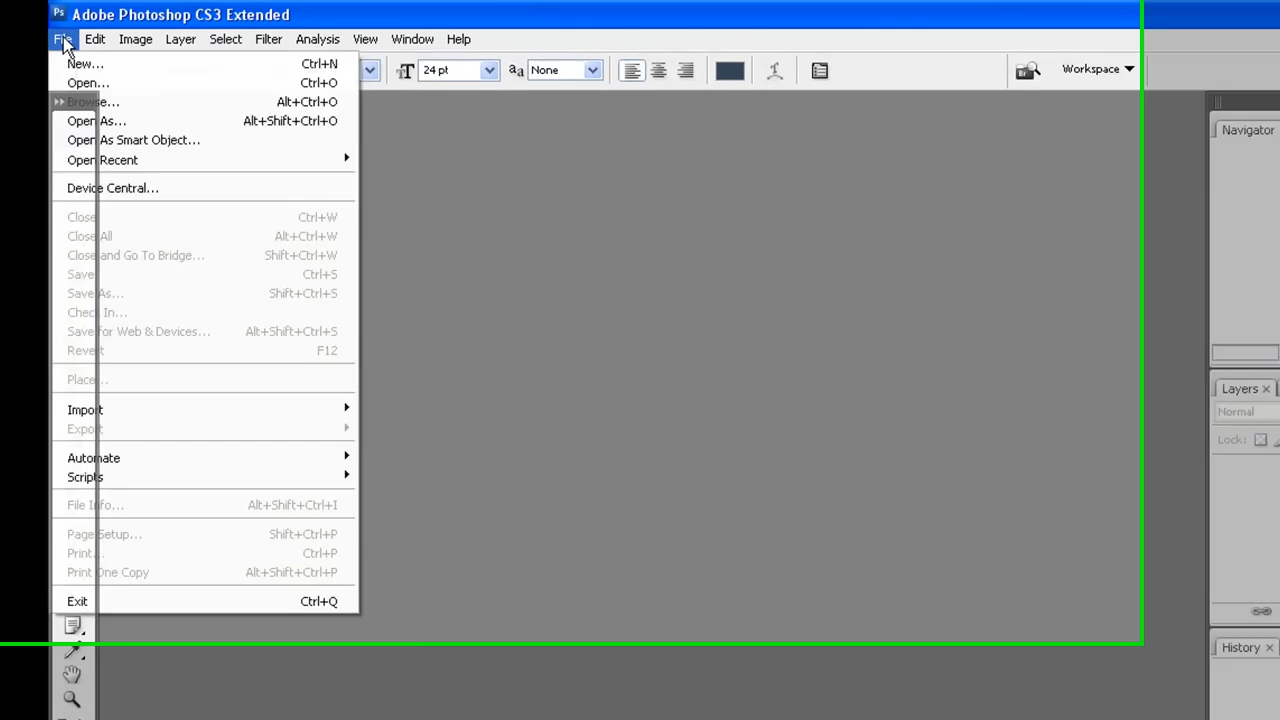 Ps Adobe Photoshop CS3 Extended
File Edit Image Layer Select Filter Analysis View Window Help
24 pt aa None Workspace
New... Ctrl+N
Open... Ctrl+O
Browse... Alt+Ctrl+O
Open As... Alt+Shift+Ctrl+O
Open As Smart Object...
Open Recent
Device Central...
Close Ctrl+W
Close All Alt+Ctrl+W
Close and Go To Bridge... Shift+Ctrl+W
Save Ctrl+S
Save As... Shift+Ctrl+S
Check In...
Save for Web & Devices... Alt+Shift+Ctrl+S
Revert F12
Place...
Import
Export
Automate
Scripts
File Info... Alt+Shift+Ctrl+I
Page Setup... Shift+Ctrl+P
Print... Ctrl+P
Print One Copy Alt+Shift+Ctrl+P
Exit Ctrl+Q
Navigator
Layers ×
Normal
Lock:
History ×